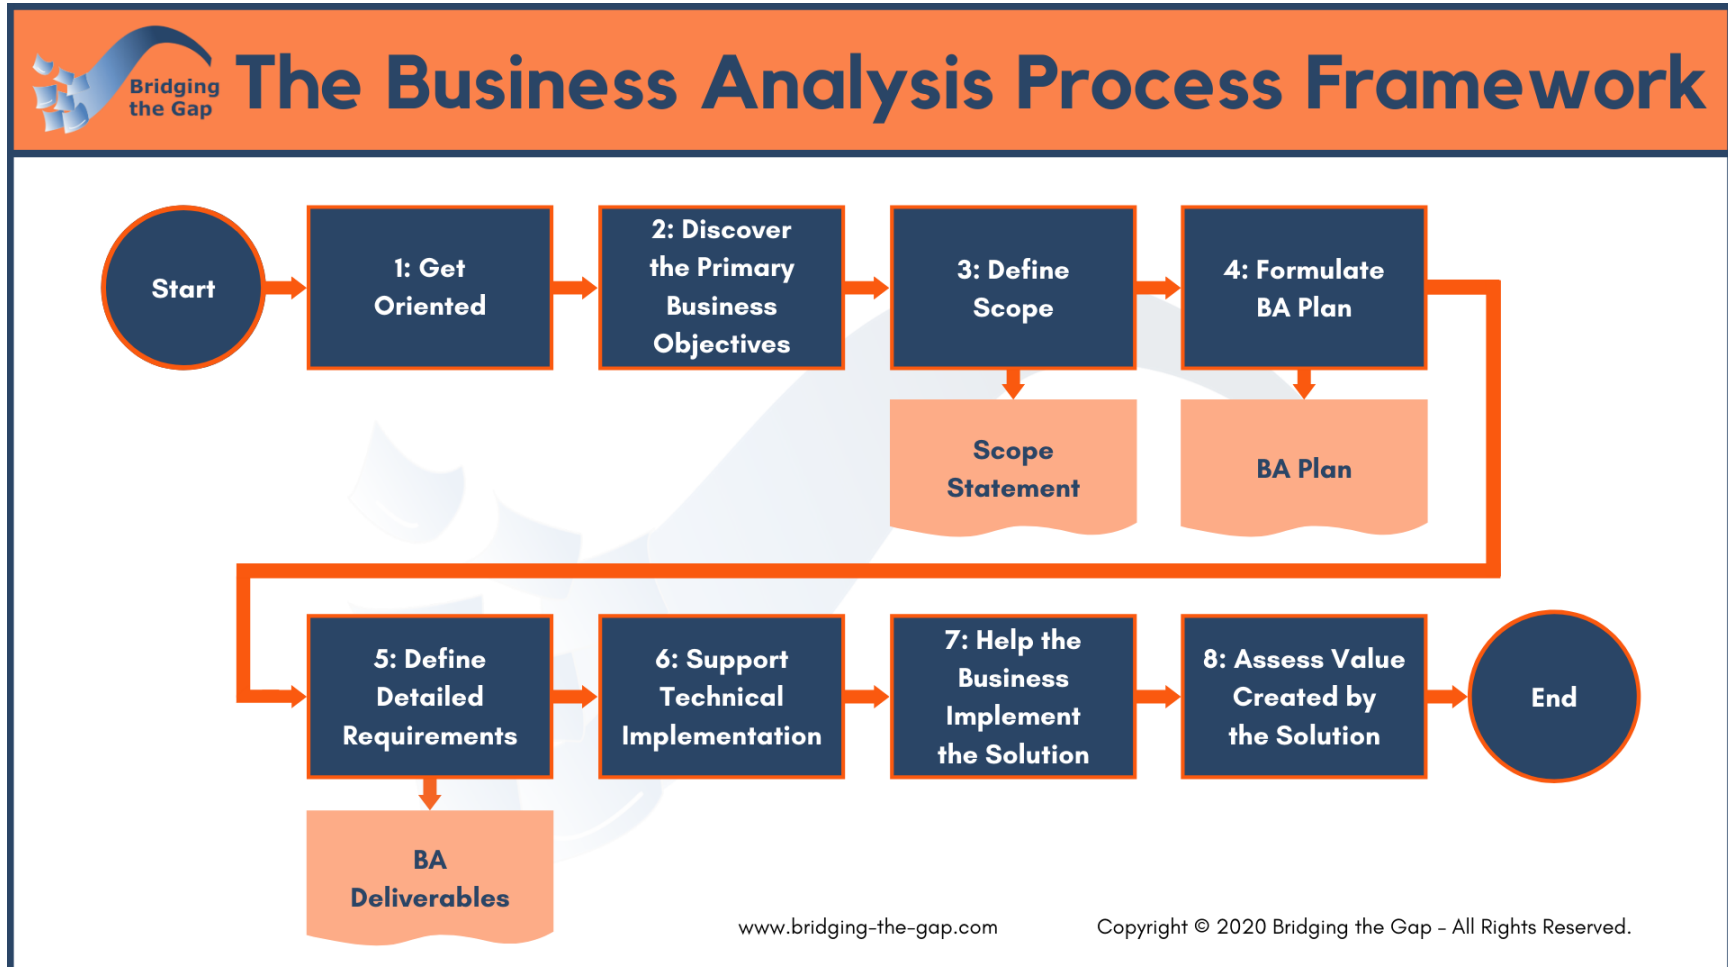 Bridging
the Gap
The Business Analysis Process Framework
Start
1: Get
Oriented
2: Discover
the Primary
Business
Objectives
3: Define
Scope
4: Formulate
BA Plan
Scope
Statement
BA Plan
5: Define
Detailed
Requirements
6: Support
Technical
Implementation
7: Help the
Business
Implement
the Solution
8: Assess Value
Created by
the Solution
End
BA
Deliverables
www.bridging-the-gap.com
Copyright © 2020 Bridging the Gap - All Rights Reserved.